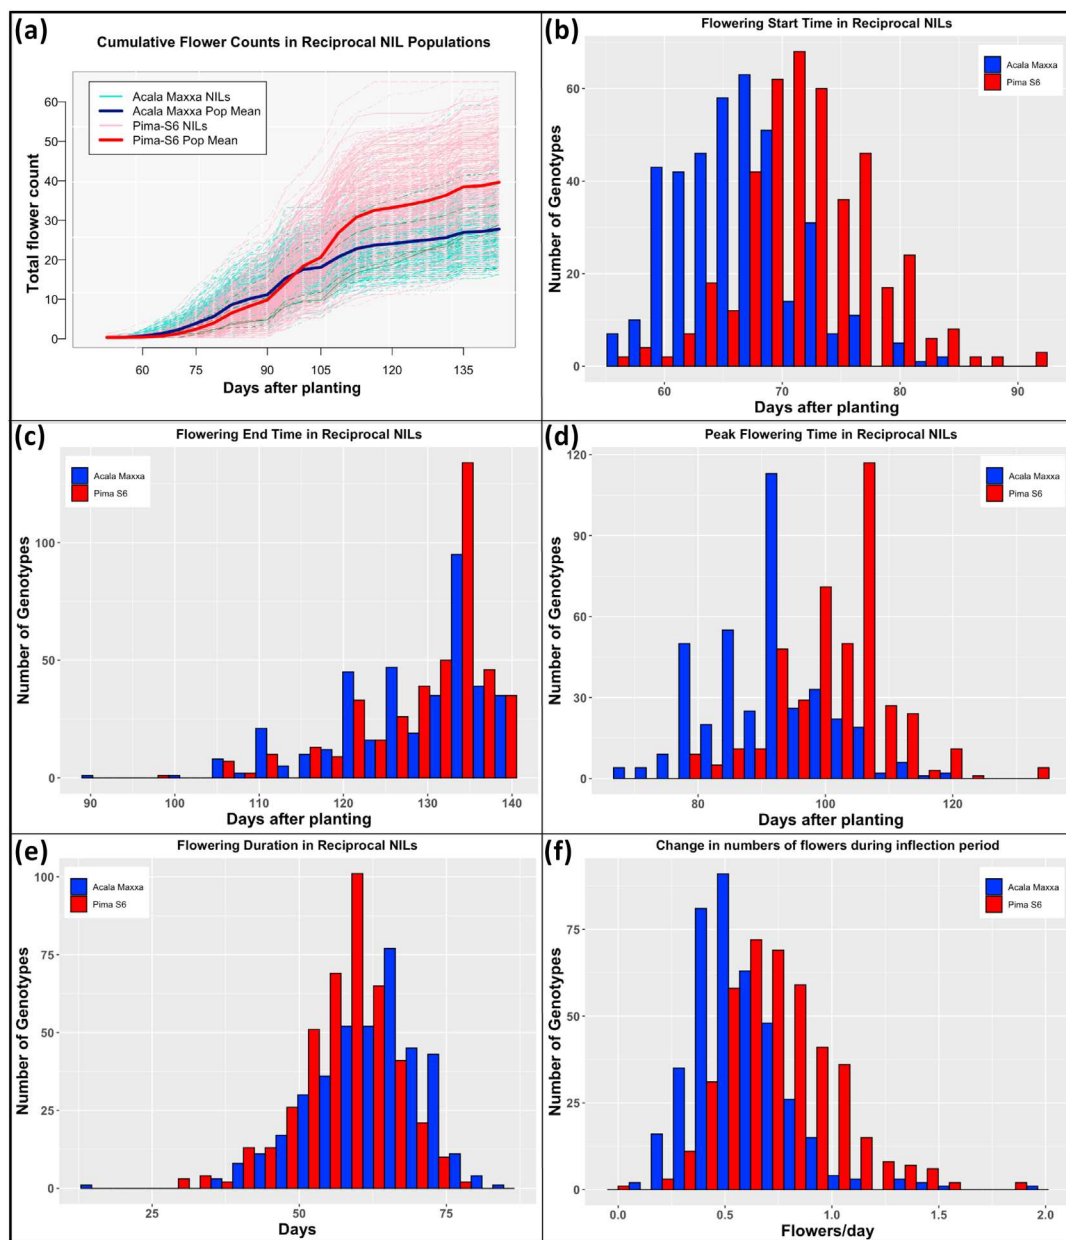 (a)
Cumulative Flower Counts in Reciprocal NIL Populations
Acala Maxxa NILs
Acala Maxxa Pop Mean
Pima-S6 NILs
Pima-S6 Pop Mean
Total flower count
60
50
40
30
20
10
0
60 75 90 105 120 135
Days after planting
(b)
Flowering Start Time in Reciprocal NILs
Acala Maxxa
Pima S6
Number of Genotypes
60
40
20
0
60 70 80 90
Days after planting
(c)
Flowering End Time in Reciprocal NILs
Acala Maxxa
Pima S6
Number of Genotypes
100
50
0
90 100 110 120 130 140
Days after planting
(d)
Peak Flowering Time in Reciprocal NILs
Acala Maxxa
Pima S6
Number of Genotypes
120
90
60
30
0
80 100 120
Days after planting
(e)
Flowering Duration in Reciprocal NILs
Acala Maxxa
Pima S6
Number of Genotypes
100
75
50
25
0
25 50 75
Days
(f)
Change in numbers of flowers during inflection period
Acala Maxxa
Pima S6
Number of Genotypes
75
50
25
0
0.0 0.5 1.0 1.5 2.0
Flowers/day